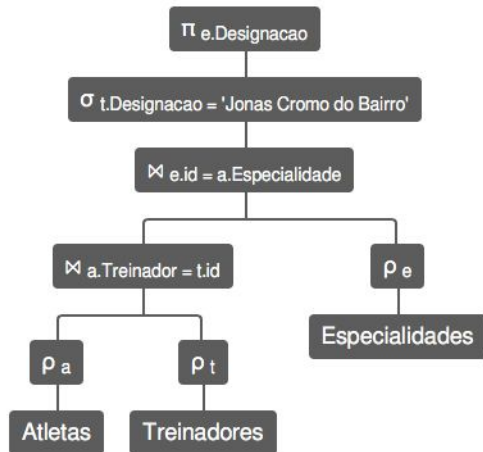 π e.Designacao
σ t.Designacao = 'Jonas Cromo do Bairro'
⋈ e.id = a.Especialidade
⋈ a.Treinador = t.id
ρ e
Especialidades
ρ a
ρ t
Atletas
Treinadores